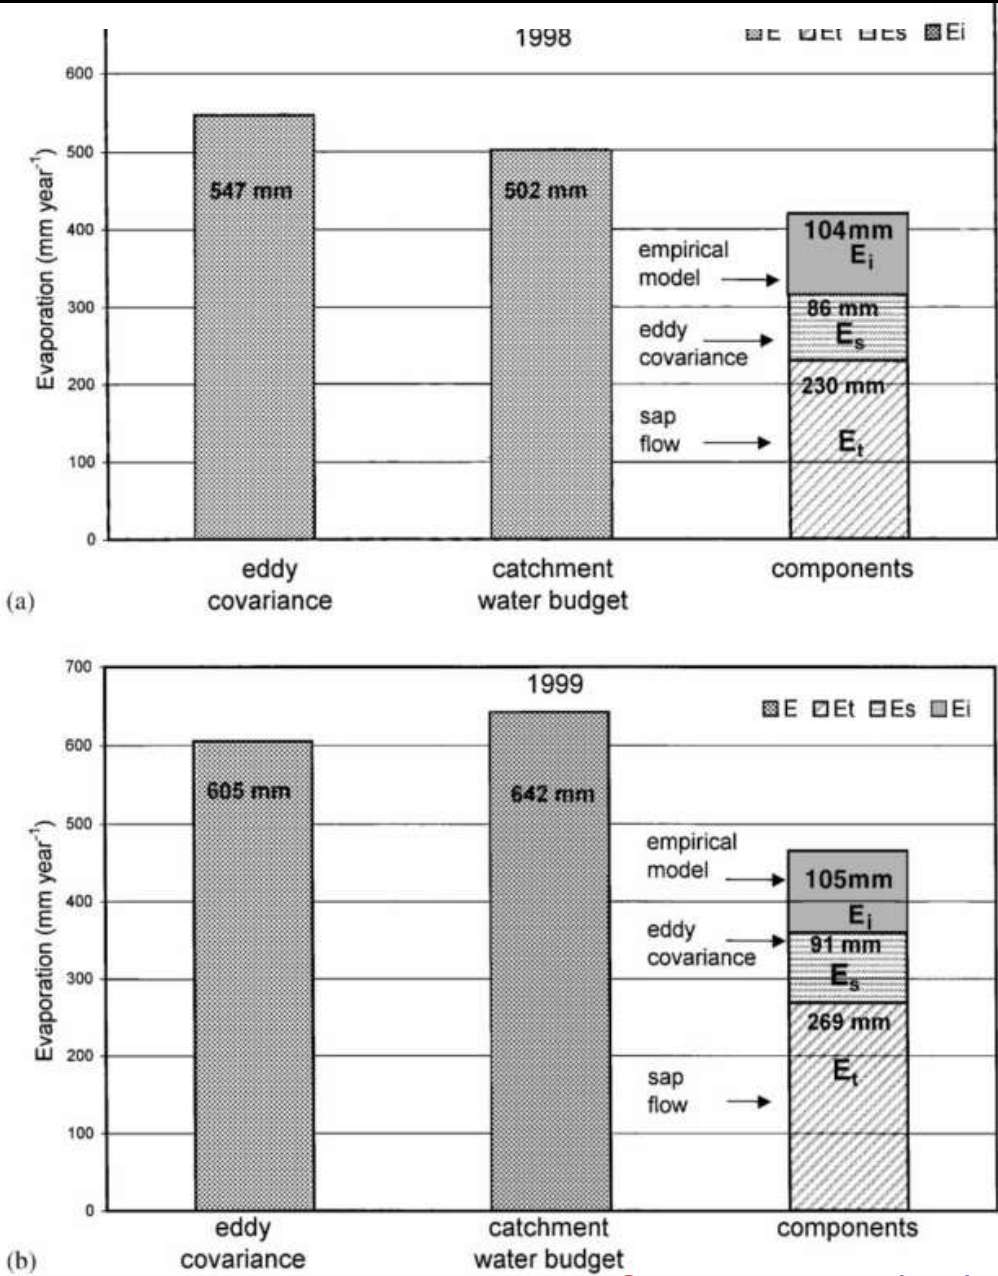 1998
E Et Es Ei
600
500
400
300
200
100
0
Evaporation (mm year-1)
547 mm
502 mm
104mm
Ei
86 mm
Es
230 mm
Et
empirical
model
eddy
covariance
sap
flow
eddy
covariance
catchment
water budget
components
(a)
700
600
500
400
300
200
100
0
Evaporation (mm year-1)
1999
E Et Es Ei
605 mm
642 mm
105mm
Ei
91 mm
Es
269 mm
Et
empirical
model
eddy
covariance
sap
flow
eddy
covariance
catchment
water budget
components
(b)